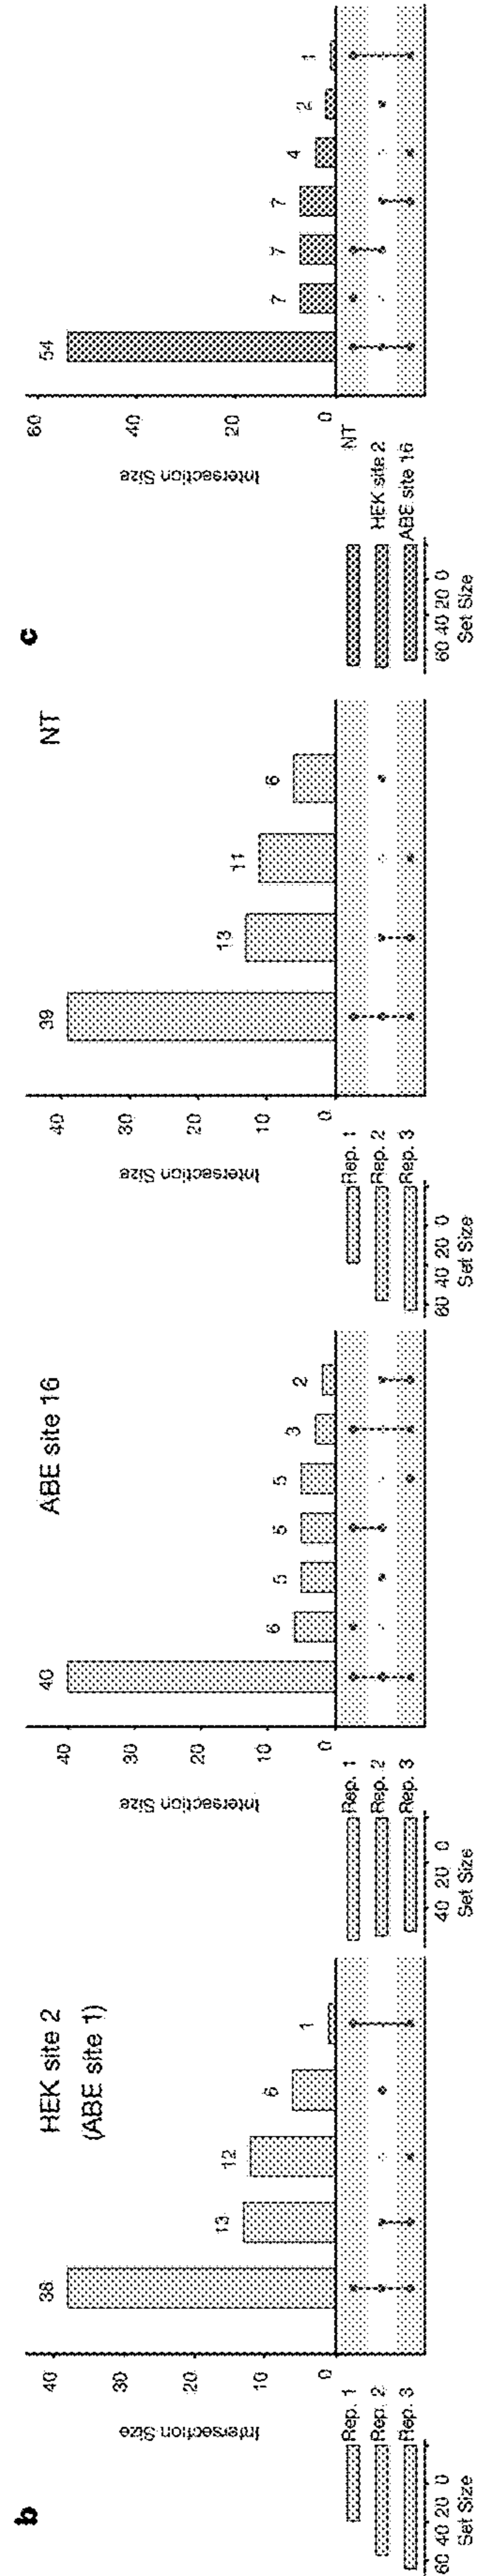 b
HEK site 2
(ABE site 1)
Intersection Size
40
30
20
10
0
38
13
12
6
1
Rep. 1
Rep. 2
Rep. 3
60 40 20 0
Set Size
ABE site 16
Intersection Size
40
30
20
10
0
40
6
5
5
5
3
2
Rep. 1
Rep. 2
Rep. 3
40 20 0
Set Size
NT
Intersection Size
40
30
20
10
0
39
13
11
6
Rep. 1
Rep. 2
Rep. 3
60 40 20 0
Set Size
c
Intersection Size
60
40
20
0
54
7
7
7
4
2
1
NT
HEK site 2
ABE site 16
60 40 20 0
Set Size